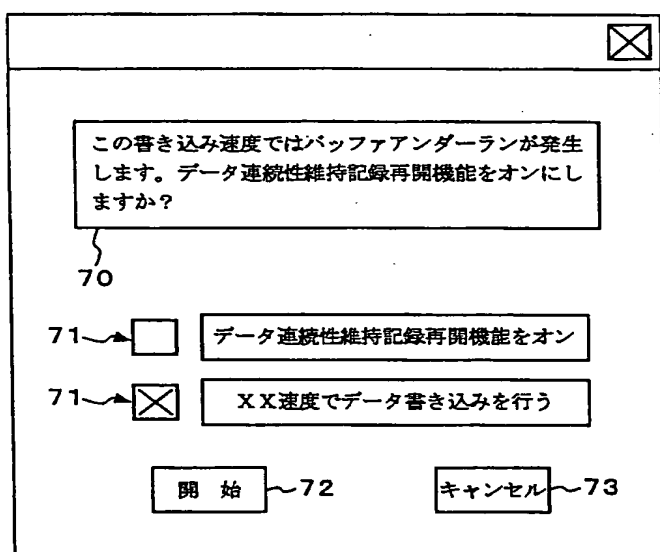 この書き込み速度ではバッファアンダーランが発生
します。データ連続性維持記録再開機能をオンにし
ますか？
70
71 データ連続性維持記録再開機能をオン
71 XX速度でデータ書き込みを行う
開 始 72 キャンセル 73